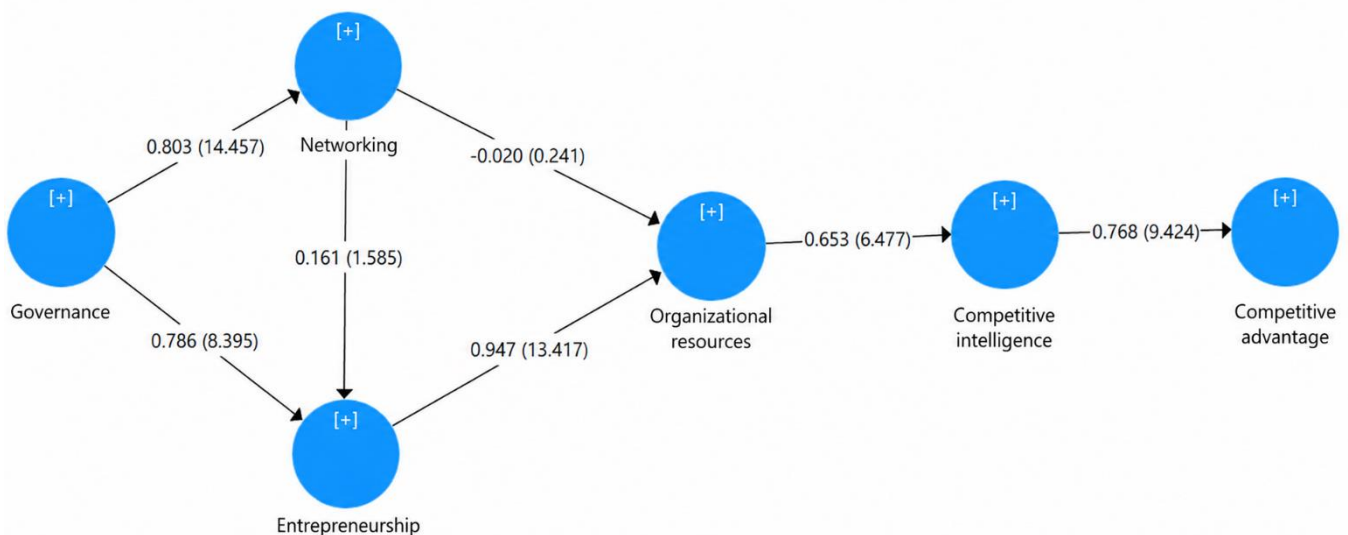 [+]
Networking
0.803 (14.457)
-0.020 (0.241)
[+]
Governance
0.161 (1.585)
0.786 (8.395)
[+]
Entrepreneurship
0.947 (13.417)
[+]
Organizational
resources
0.653 (6.477)
[+]
Competitive
intelligence
0.768 (9.424)
[+]
Competitive
advantage